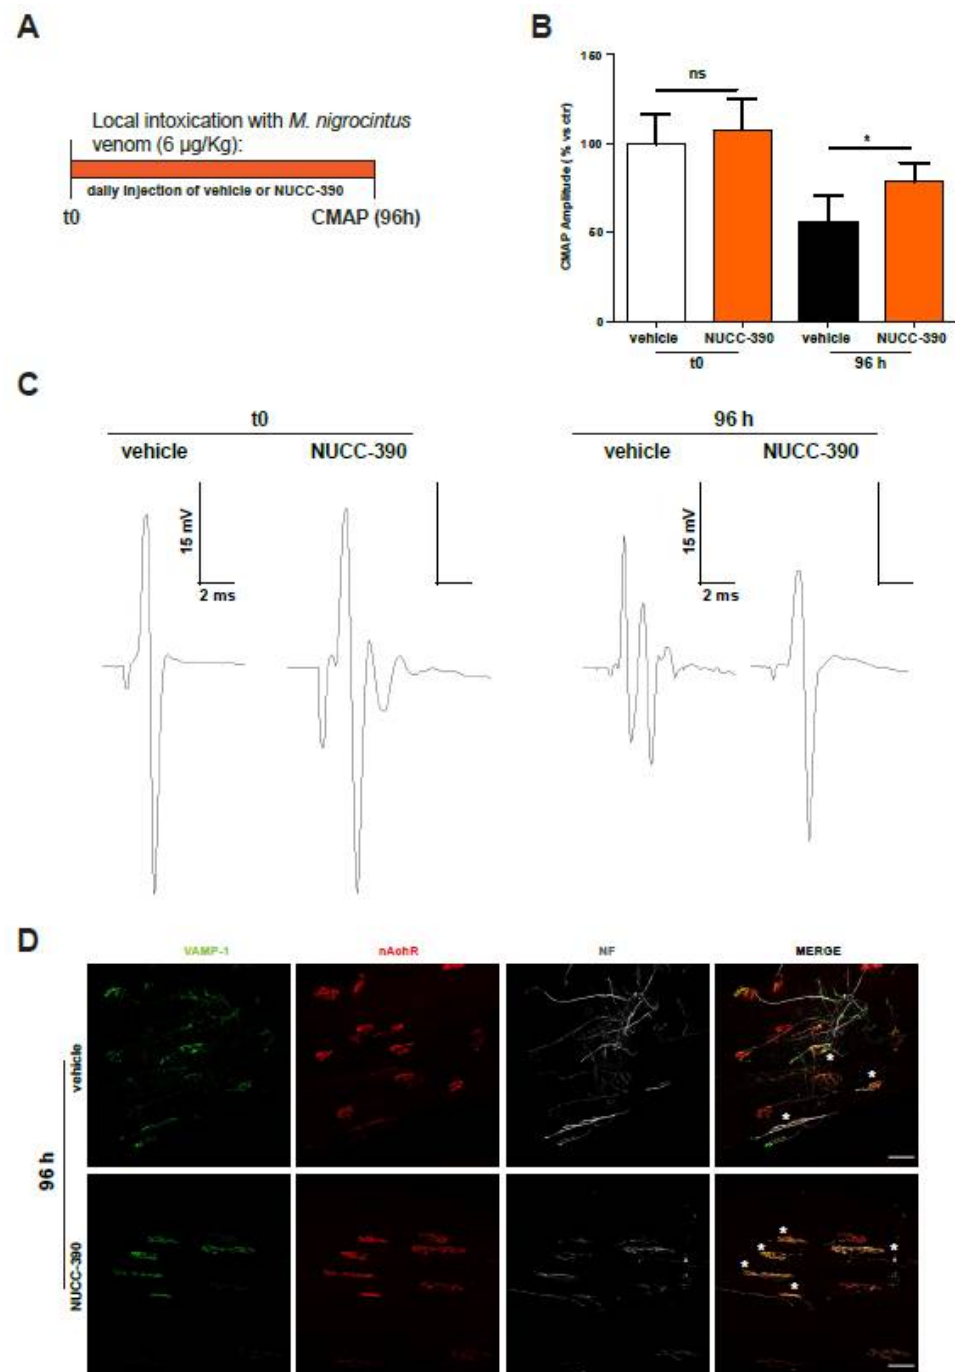 A
Local intoxication with M. nigrocintus
venom (6 µg/Kg):
daily injection of vehicle or NUCC-390
t0
CMAP (96h)
B
CMAP Amplitude ( % vs ctr)
150
100
50
0
ns
*
vehicle
NUCC-390
vehicle
NUCC-390
t0
96 h
C
t0
96 h
vehicle
NUCC-390
vehicle
NUCC-390
15 mV
2 ms
15 mV
2 ms
D
VAMP-1
nAchR
NF
MERGE
96 h
vehicle
*
*
*
NUCC-390
*
*
*
*
*